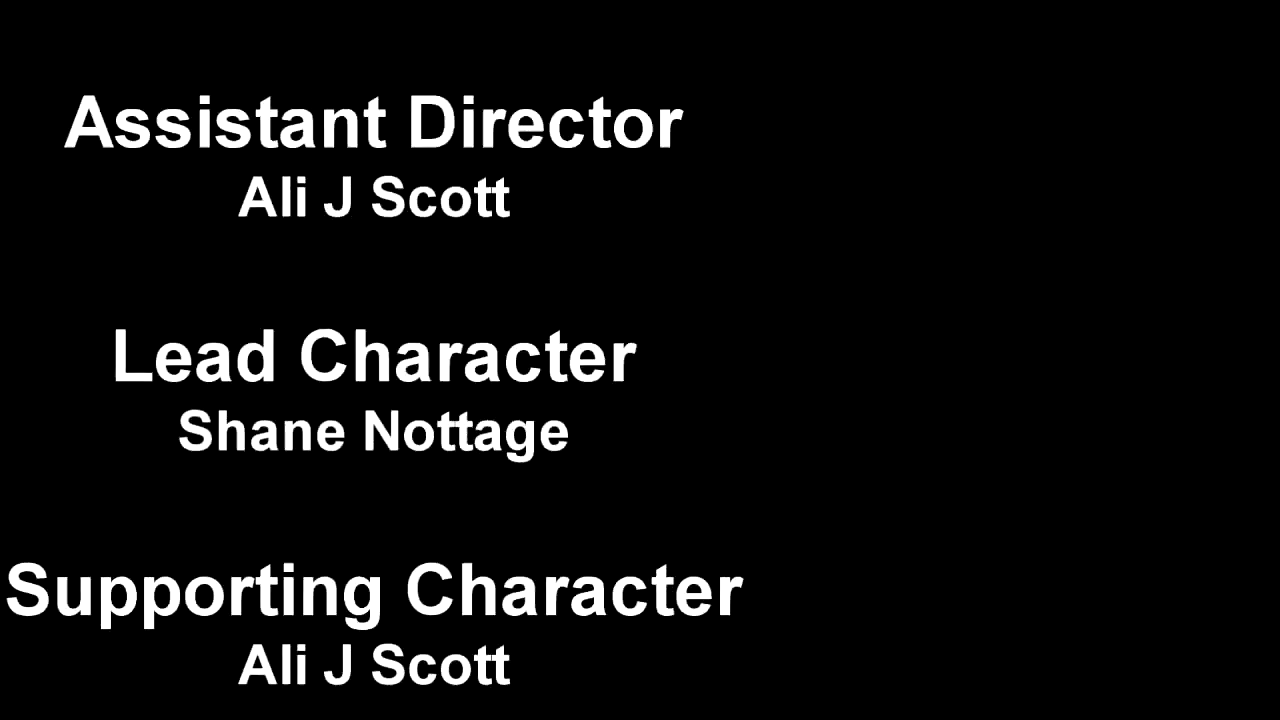 Assistant Director
Ali J Scott
Lead Character
Shane Nottage
Supporting Character
Ali J Scott